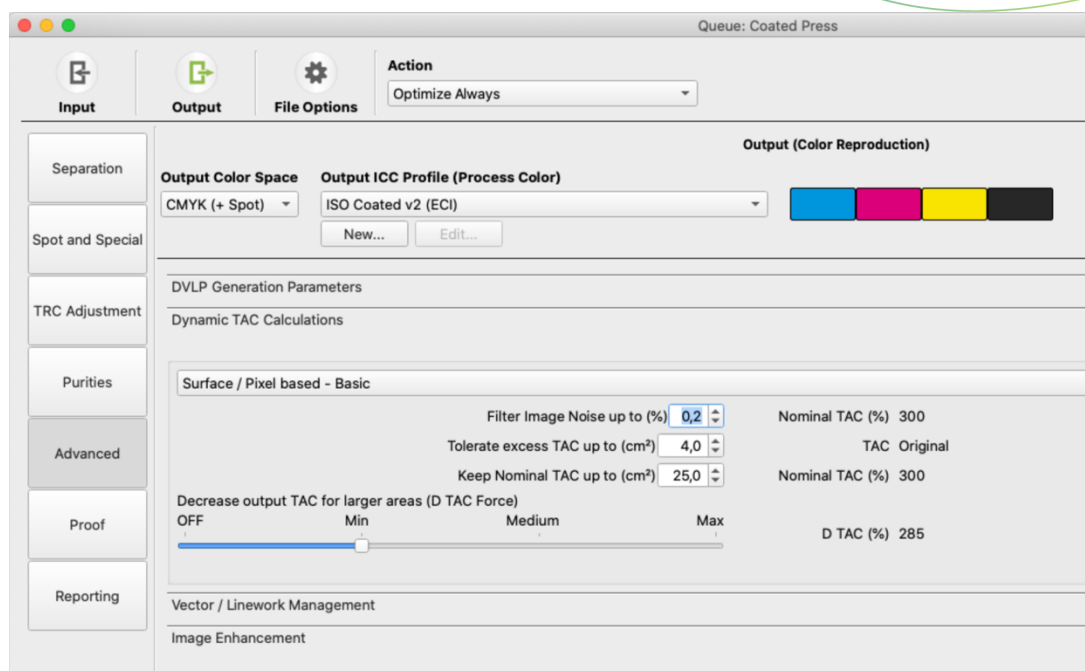 Queue: Coated Press
Action
Optimize Always
Input
Output
File Options
Separation
Spot and Special
TRC Adjustment
Purities
Advanced
Proof
Reporting
Output (Color Reproduction)
Output Color Space
Output ICC Profile (Process Color)
CMYK (+ Spot)
ISO Coated v2 (ECI)
New...
Edit...
DVLP Generation Parameters
Dynamic TAC Calculations
Surface / Pixel based - Basic
Filter Image Noise up to (%) 0,2 Nominal TAC (%) 300
Tolerate excess TAC up to (cm²) 4,0 TAC Original
Keep Nominal TAC up to (cm²) 25,0 Nominal TAC (%) 300
Decrease output TAC for larger areas (D TAC Force)
OFF Min Medium Max
D TAC (%) 285
Vector / Linework Management
Image Enhancement